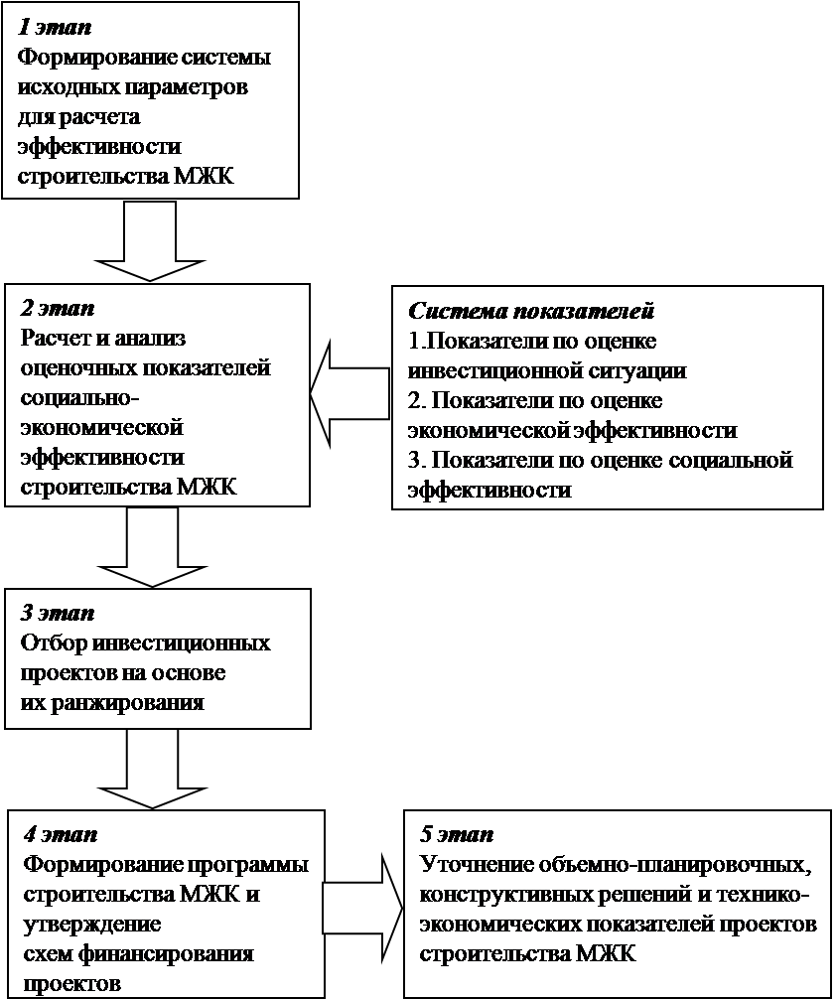 1 этап
Формирование системы
исходных параметров
для расчета
эффективности
строительства МЖК
2 этап
Расчет и анализ
оценочных показателей
социально-
экономической
эффективности
строительства МЖК
Система показателей
1.Показатели по оценке
инвестиционной ситуации
2. Показатели по оценке
экономической эффективности
3. Показатели по оценке социальной
эффективности
3 этап
Отбор инвестиционных
проектов на основе
их ранжирования
4 этап
Формирование программы
строительства МЖК и
утверждение
схем финансирования
проектов
5 этап
Уточнение объемно-планировочных,
конструктивных решений и технико-
экономических показателей проектов
строительства МЖК